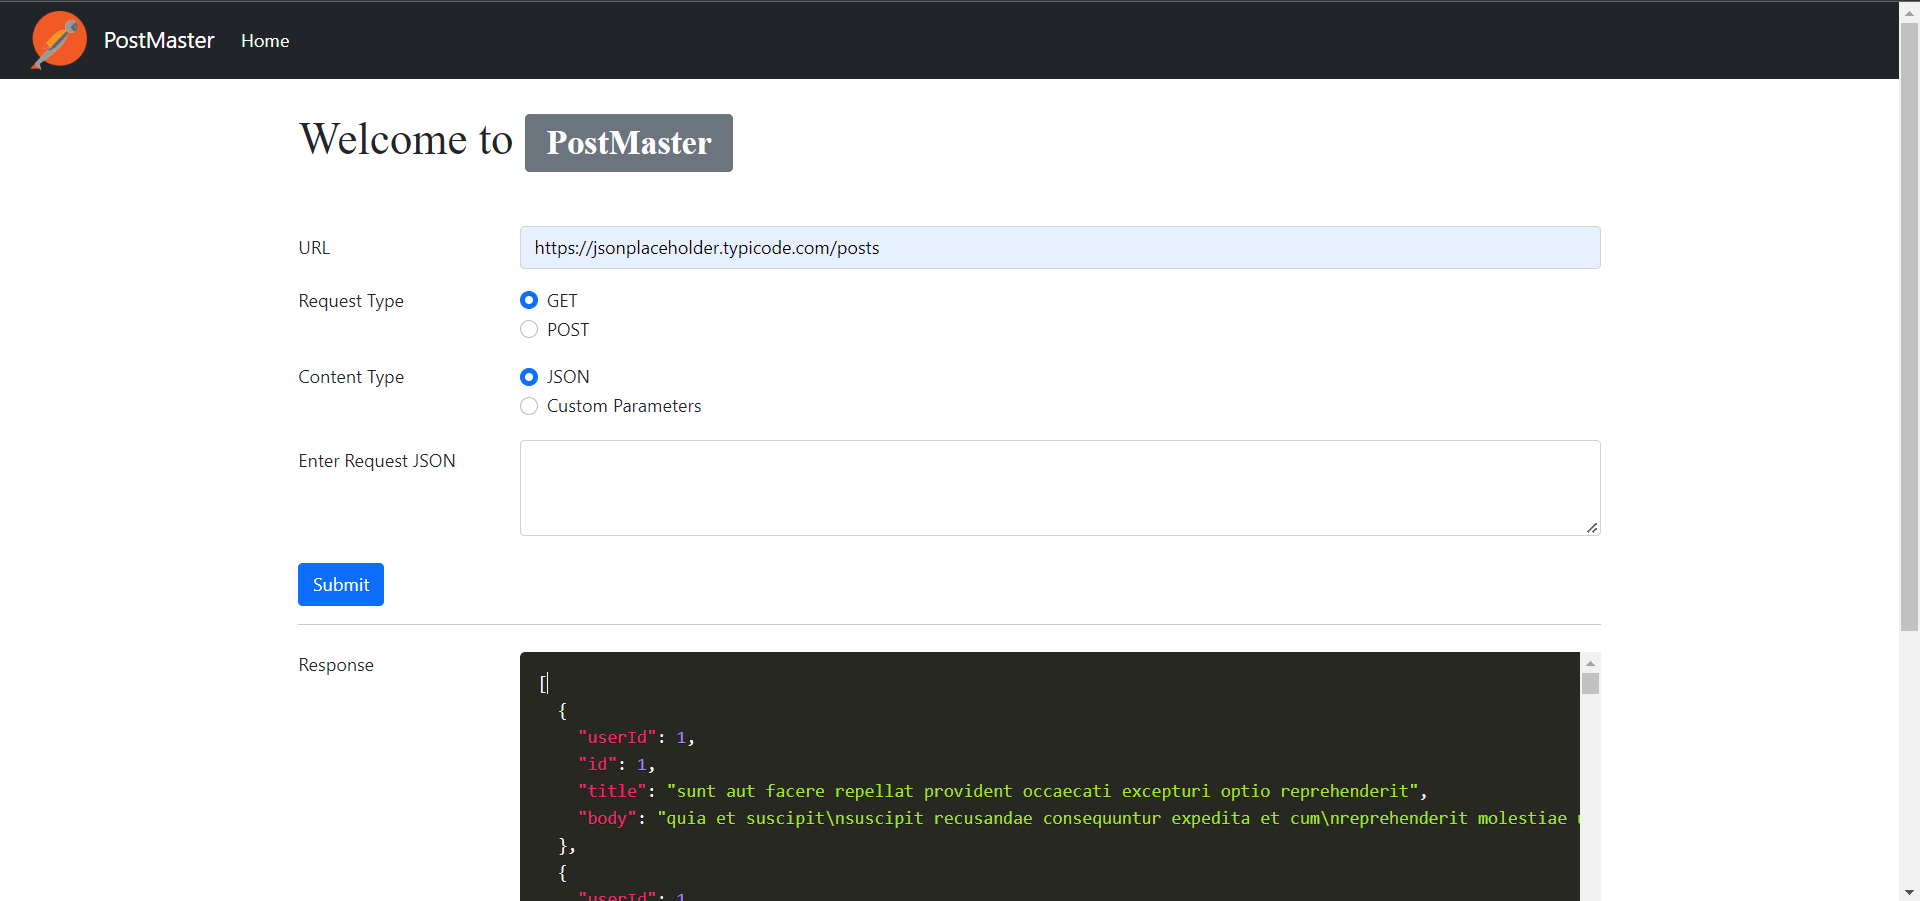 PostMaster Home
Welcome to PostMaster
URL https://jsonplaceholder.typicode.com/posts
Request Type GET
POST
Content Type JSON
Custom Parameters
Enter Request JSON
Submit
Response
[
{
"userId": 1,
"id": 1,
"title": "sunt aut facere repellat provident occaecati excepturi optio reprehenderit",
"body": "quia et suscipit\nsuscipit recusandae consequuntur expedita et cum\nreprehenderit molestiae
},
{
"userId": 1